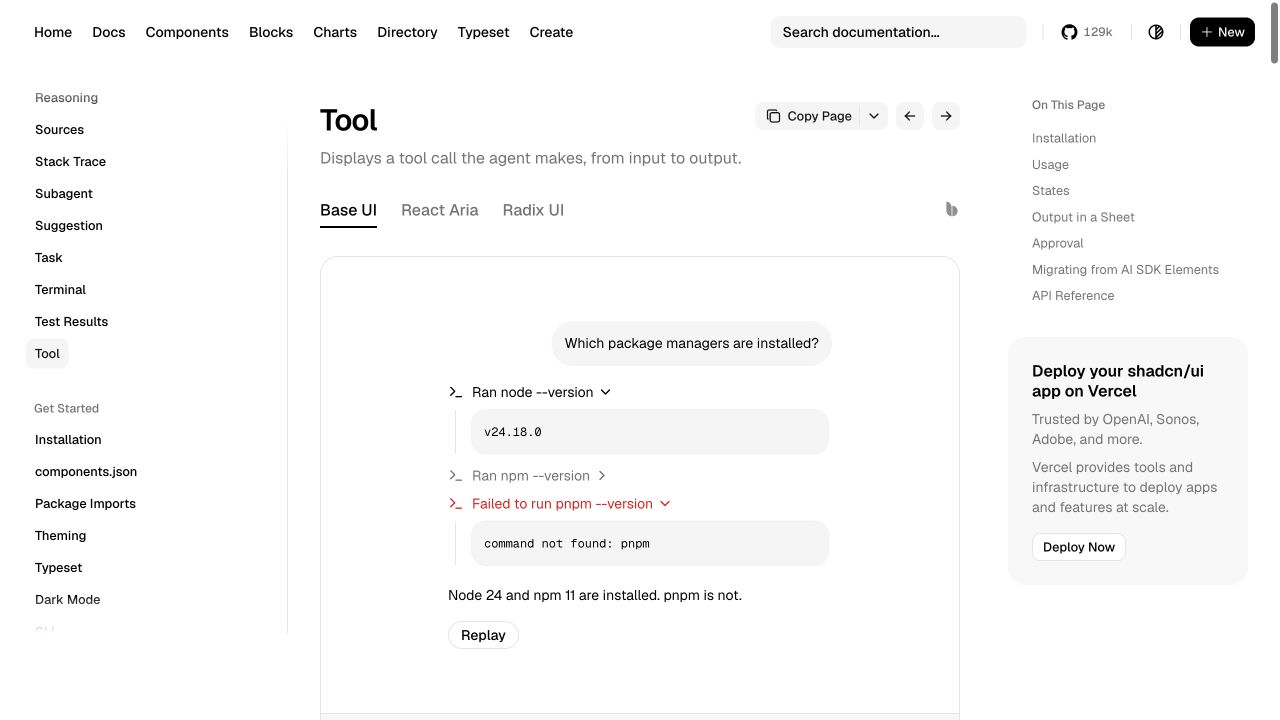 Home Docs Components Blocks Charts Directory Typeset Create
Search documentation...
129k
New
Reasoning
Sources
Stack Trace
Subagent
Suggestion
Task
Terminal
Test Results
Tool
Get Started
Installation
components.json
Package Imports
Theming
Typeset
Dark Mode
Tool
Copy Page
Displays a tool call the agent makes, from input to output.
Base UI React Aria Radix UI
Which package managers are installed?
>_ Ran node --version
v24.18.0
>_ Ran npm --version
>_ Failed to run pnpm --version
command not found: pnpm
Node 24 and npm 11 are installed. pnpm is not.
Replay
On This Page
Installation
Usage
States
Output in a Sheet
Approval
Migrating from AI SDK Elements
API Reference
Deploy your shadcn/ui
app on Vercel
Trusted by OpenAI, Sonos,
Adobe, and more.
Vercel provides tools and
infrastructure to deploy apps
and features at scale.
Deploy Now